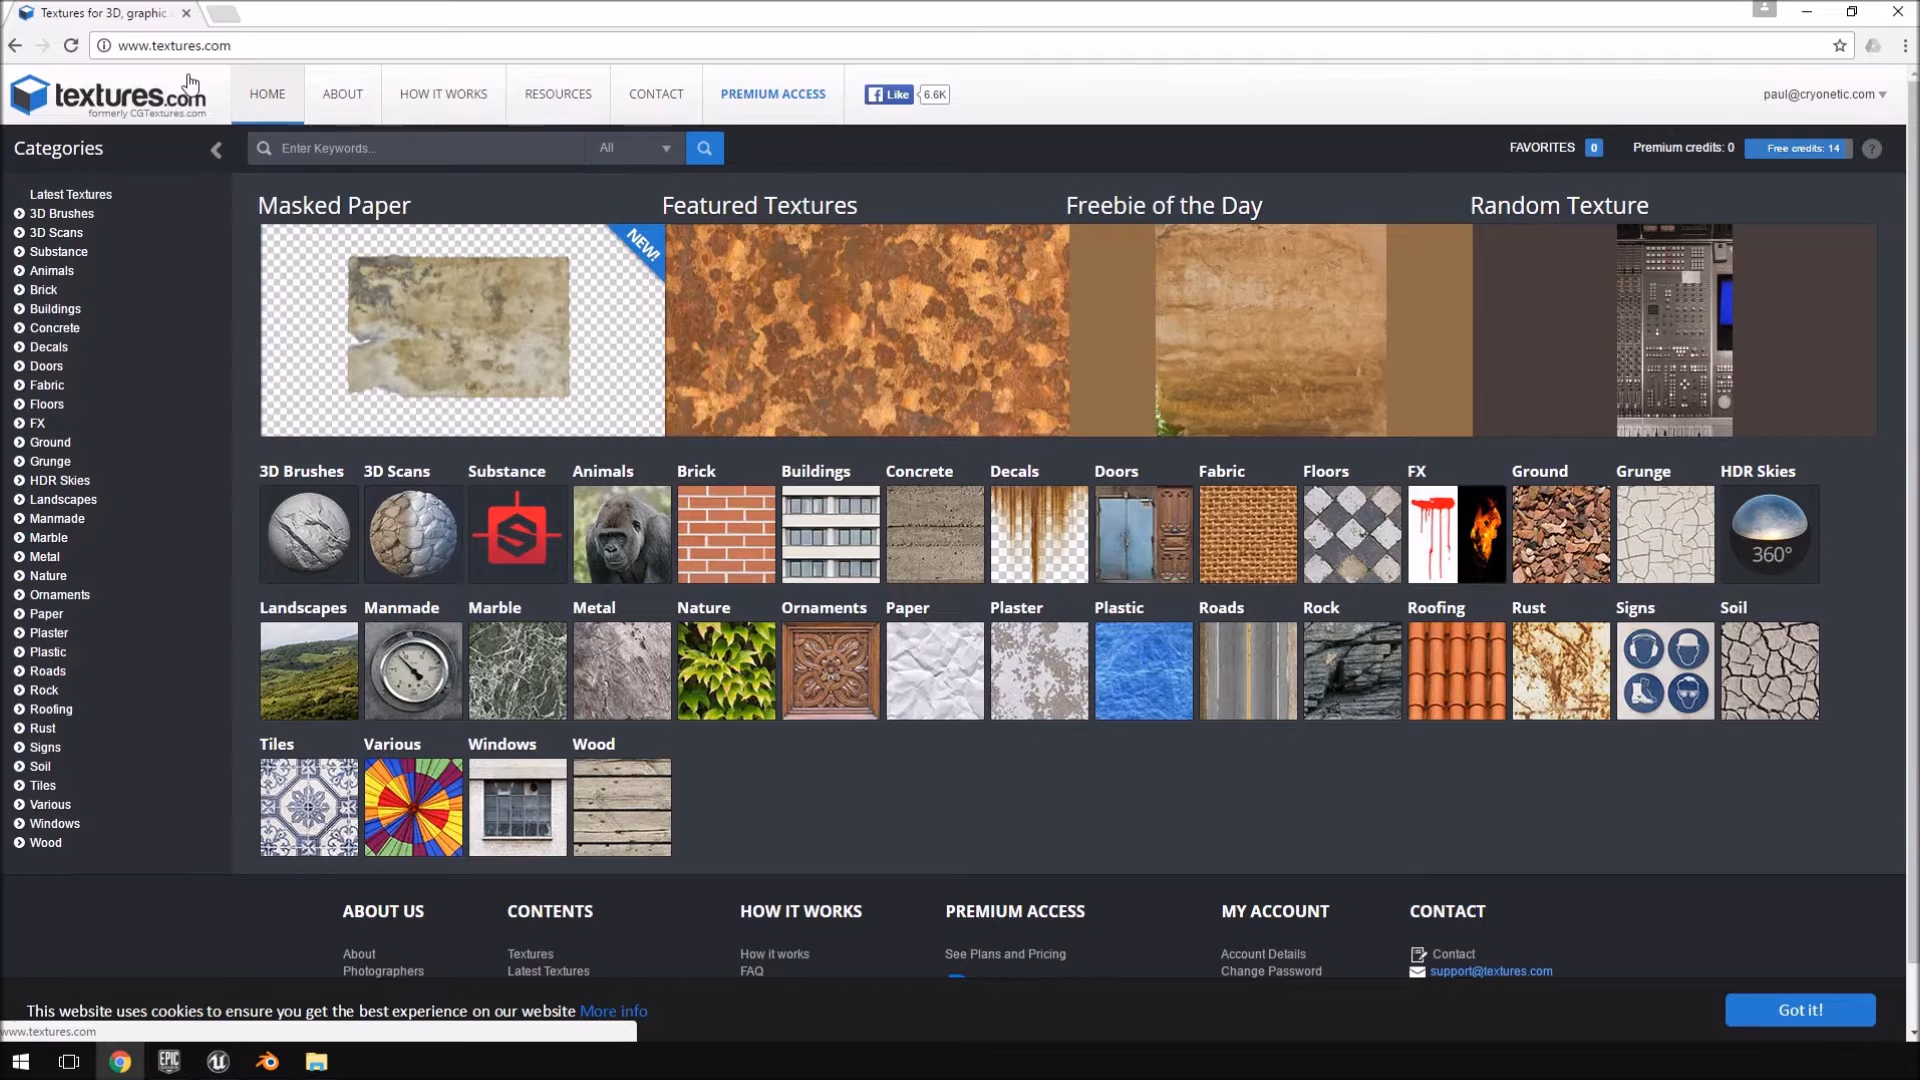 Textures for 3D, graphic
www.textures.com
textures.com
formerly CGTextures.com
HOME
ABOUT
HOW IT WORKS
RESOURCES
CONTACT
PREMIUM ACCESS
Like
6.6K
paul@cryonetic.com
Categories
Enter Keywords...
All
FAVORITES 0
Premium credits: 0
Free credits: 14
?
Latest Textures
3D Brushes
3D Scans
Substance
Animals
Brick
Buildings
Concrete
Decals
Doors
Fabric
Floors
FX
Ground
Grunge
HDR Skies
Landscapes
Manmade
Marble
Metal
Nature
Ornaments
Paper
Plaster
Plastic
Roads
Rock
Roofing
Rust
Signs
Soil
Tiles
Various
Windows
Wood
Masked Paper
Featured Textures
Freebie of the Day
Random Texture
NEW!
3D Brushes
3D Scans
Substance
Animals
Brick
Buildings
Concrete
Decals
Doors
Fabric
Floors
FX
Ground
Grunge
HDR Skies
360°
Landscapes
Manmade
Marble
Metal
Nature
Ornaments
Paper
Plaster
Plastic
Roads
Rock
Roofing
Rust
Signs
Soil
Tiles
Various
Windows
Wood
ABOUT US
About
Photographers
CONTENTS
Textures
Latest Textures
HOW IT WORKS
How it works
FAQ
PREMIUM ACCESS
See Plans and Pricing
MY ACCOUNT
Account Details
Change Password
CONTACT
Contact
support@textures.com
This website uses cookies to ensure you get the best experience on our website More info
Got it!
www.textures.com
EPIC